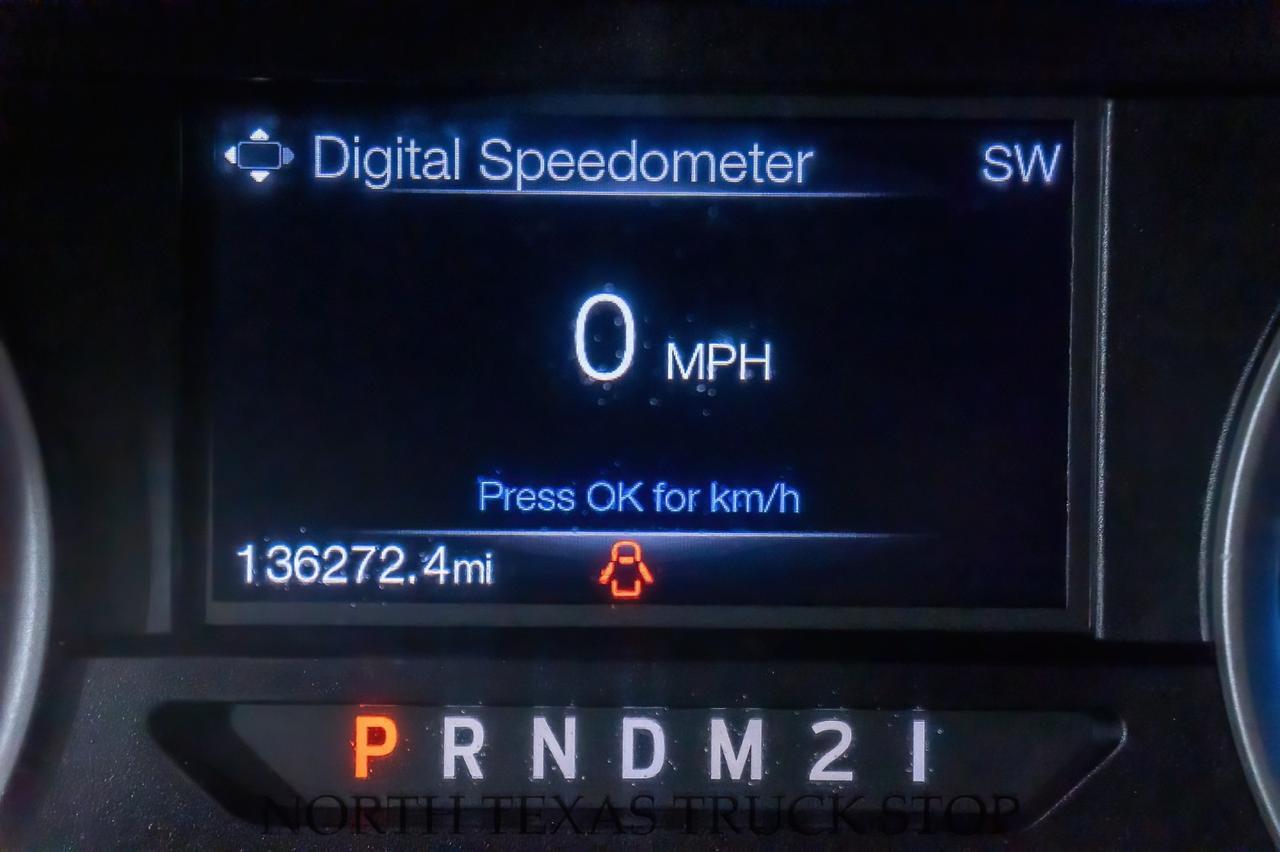 Digital Speedometer SW
0 MPH
Press OK for km/h
136272.4mi
P R N D M 2 1
NORTH TEXAS TRUCK STOP